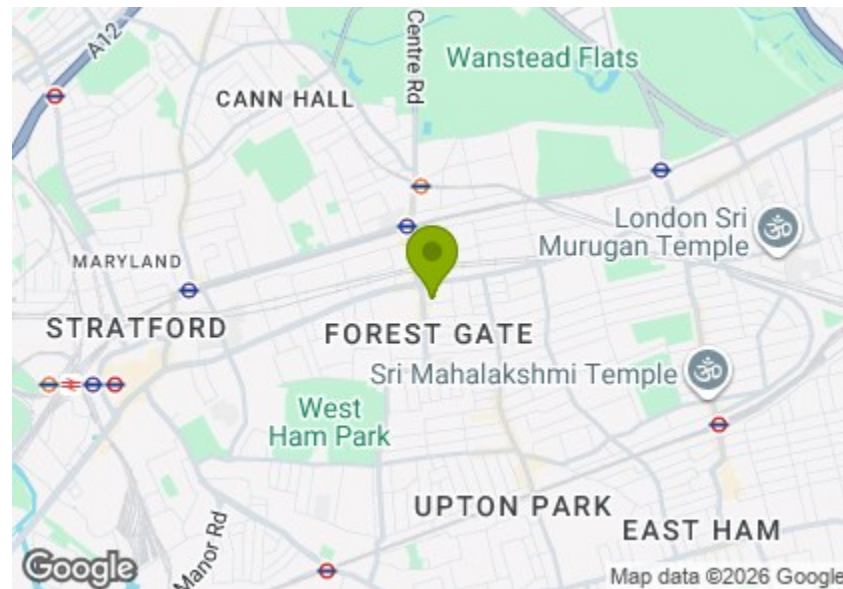 A12
Centre Rd
Wanstead Flats
CANN HALL
London Sri
Murugan Temple
MARYLAND
STRATFORD
FOREST GATE
Sri Mahalakshmi Temple
West
Ham Park
UPTON PARK
Manor Rd
EAST HAM
Google
Map data ©2026 Google